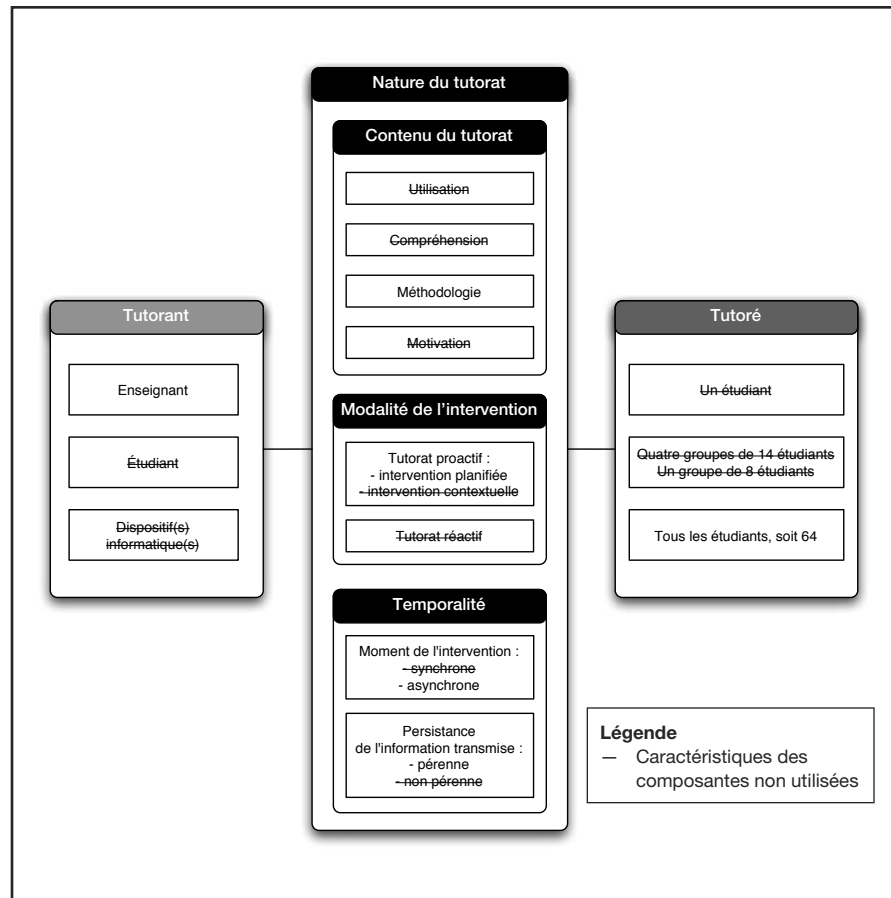 Nature du tutorat
Contenu du tutorat
Utilisation
Compréhension
Méthodologie
Motivation
Tutorant
Enseignant
Étudiant
Dispositif(s)
informatique(s)
Modalité de l'intervention
Tutorat proactif :
- intervention planifiée
- intervention contextuelle
Tutorat réactif
Temporalité
Moment de l'intervention :
- synchrone
- asynchrone
Persistance
de l'information transmise :
- pérenne
- non pérenne
Tutoré
Un étudiant
Quatre groupes de 14 étudiants
Un groupe de 8 étudiants
Tous les étudiants, soit 64
Légende
— Caractéristiques des
composantes non utilisées